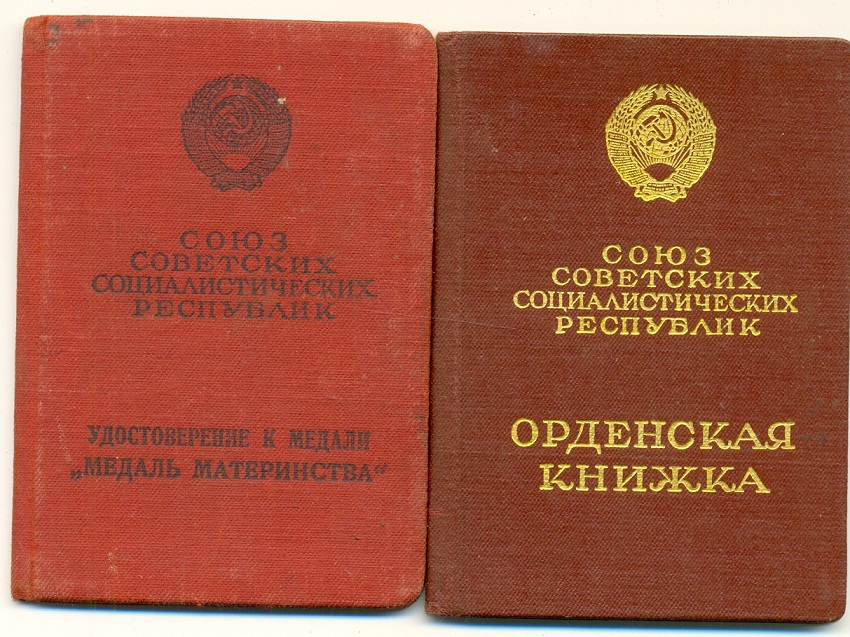 СОЮЗ
СОВЕТСКИХ
СОЦИАЛИСТИЧЕСКИХ
РЕСПУБЛИК
УДОСТОВЕРЕНИЕ К МЕДАЛИ
„МЕДАЛЬ МАТЕРИНСТВА“
СОЮЗ
СОВЕТСКИХ
СОЦИАЛИСТИЧЕСКИХ
РЕСПУБЛИК
ОРДЕНСКАЯ
КНИЖКА